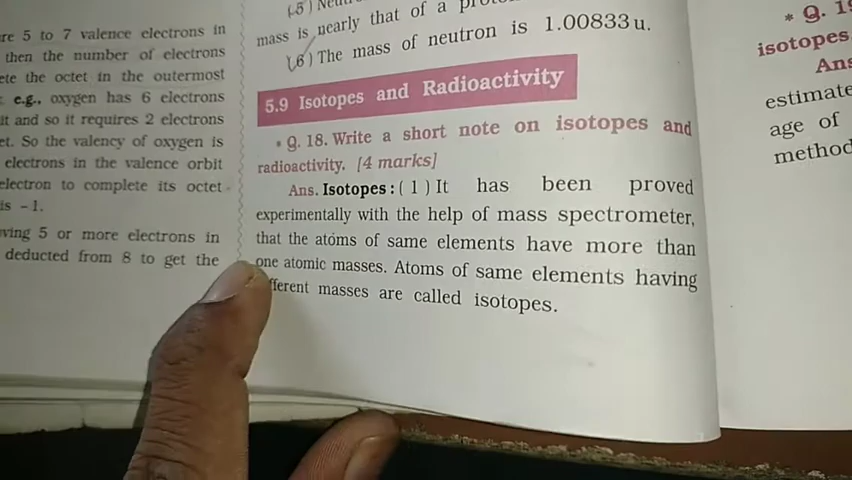 re 5 to 7 valence electrons in
then the number of electrons
ete the octet in the outermost
e.g., oxygen has 6 electrons
it and so it requires 2 electrons
et. So the valency of oxygen is
electrons in the valence orbit
electron to complete its octet
is – 1.
ving 5 or more electrons in
deducted from 8 to get the
mass is nearly that of a
(6) The mass of neutron is 1.00833 u.
5.9 Isotopes and Radioactivity
* Q. 18. Write a short note on isotopes and
radioactivity. [4 marks]
Ans. Isotopes : ( 1 ) It has been proved
experimentally with the help of mass spectrometer,
that the atoms of same elements have more than
one atomic masses. Atoms of same elements having
fferent masses are called isotopes.
* Q. 19
isotopes
Ans
estimate
age of
method